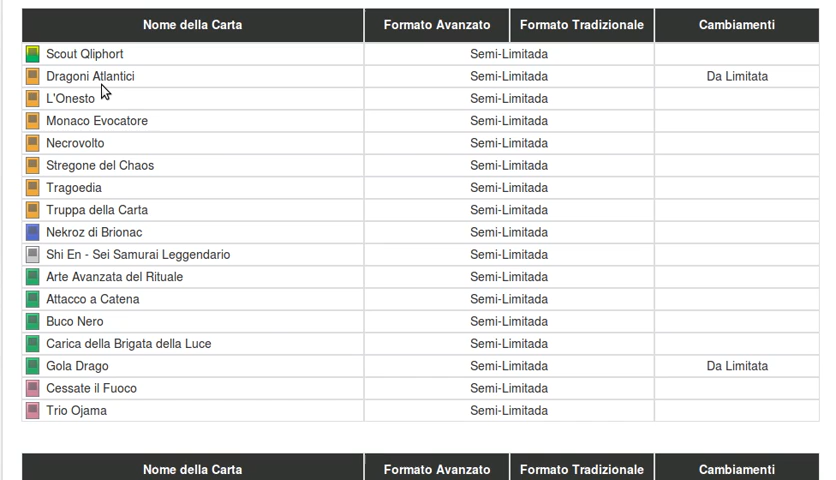 Nome della Carta Formato Avanzato Formato Tradizionale Cambiamenti
Scout Qliphort Semi-Limitada
Dragoni Atlantici Semi-Limitada Da Limitata
L'Onesto Semi-Limitada
Monaco Evocatore Semi-Limitada
Necrovolto Semi-Limitada
Stregone del Chaos Semi-Limitada
Tragoedia Semi-Limitada
Truppa della Carta Semi-Limitada
Nekroz di Brionac Semi-Limitada
Shi En - Sei Samurai Leggendario Semi-Limitada
Arte Avanzata del Rituale Semi-Limitada
Attacco a Catena Semi-Limitada
Buco Nero Semi-Limitada
Carica della Brigata della Luce Semi-Limitada
Gola Drago Semi-Limitada Da Limitata
Cessate il Fuoco Semi-Limitada
Trio Ojama Semi-Limitada
Nome della Carta Formato Avanzato Formato Tradizionale Cambiamenti